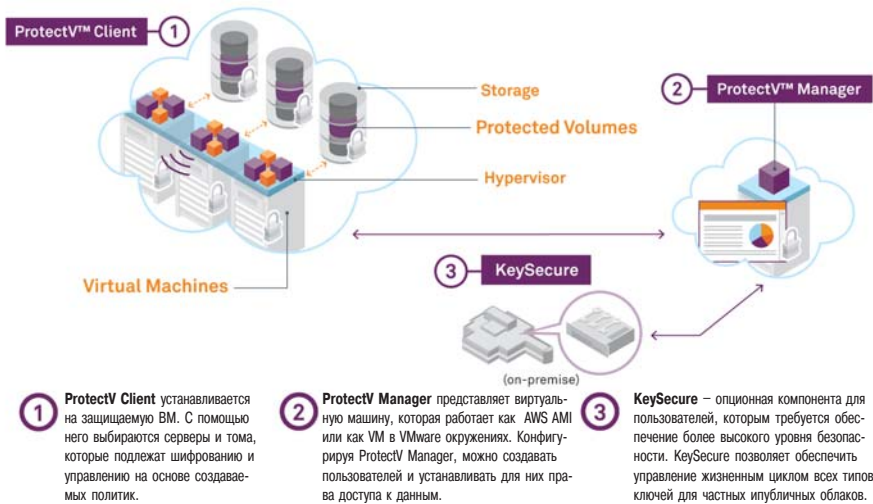 ProtectV™ Client
1
Storage
Protected Volumes
Hypervisor
Virtual Machines
2
ProtectV™ Manager
3
KeySecure
(on-premise)
1
ProtectV Client устанавливается
на защищаемую ВМ. С помощью
него выбираются серверы и тома,
которые подлежат шифрованию и
управлению на основе создавае-
мых политик.
2
ProtectV Manager представляет виртуаль-
ную машину, которая работает как AWS AMI
или как VM в VMware окружениях. Конфигу-
рируя ProtectV Manager, можно создавать
пользователей и устанавливать для них пра-
ва доступа к данным.
3
KeySecure – опционная компонента для
пользователей, которым требуется обес-
печение более высокого уровня безопас-
ности. KeySecure позволяет обеспечить
управление жизненным циклом всех типов
ключей для частных ипубличных облаков.